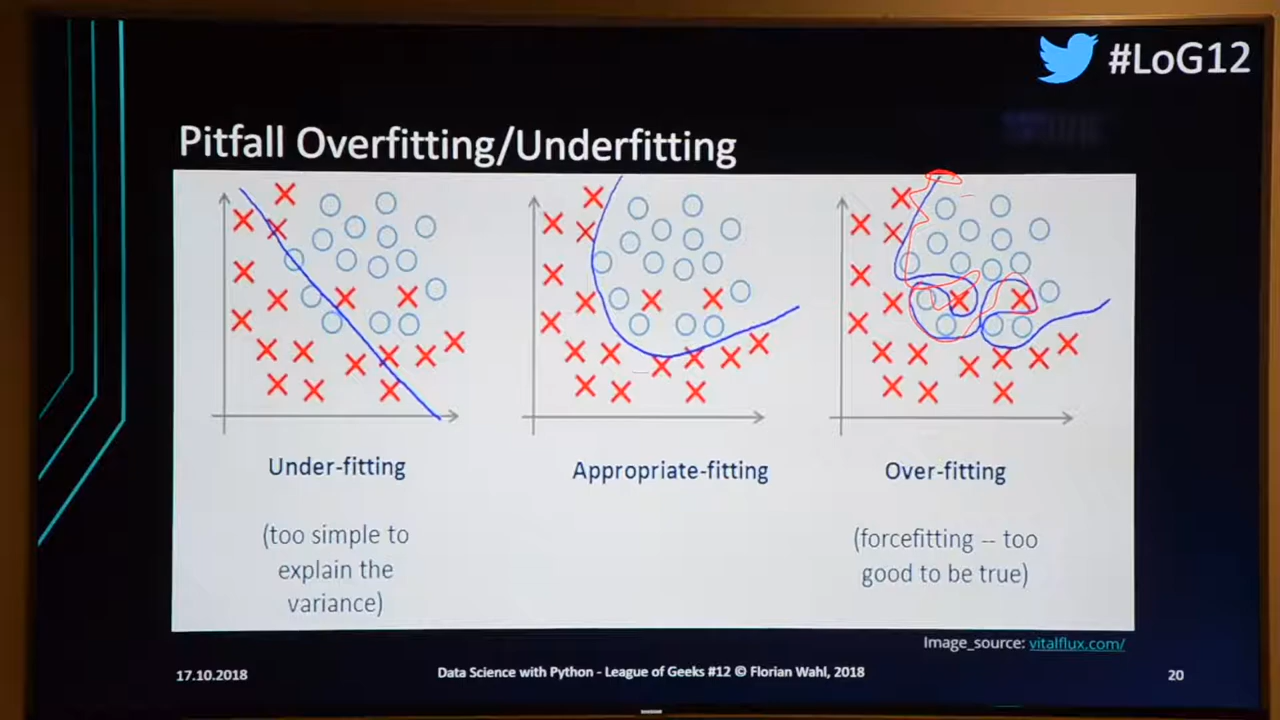 #LoG12
Pitfall Overfitting/Underfitting
Under-fitting
Appropriate-fitting
Over-fitting
(too simple to
explain the
variance)
(forcefitting -- too
good to be true)
Image_source: vitalflux.com/
17.10.2018
Data Science with Python - League of Geeks #12 © Florian Wahl, 2018
20